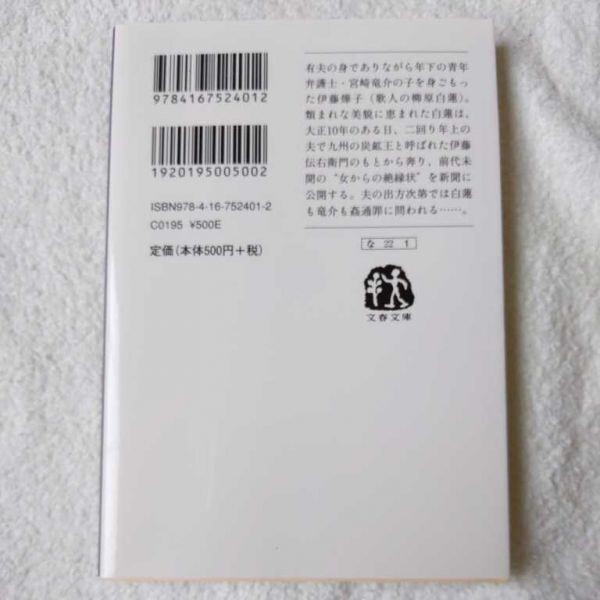 9784167524012
1920195005002
ISBN978-4-16-752401-2
C0195 ¥500E
定価(本体500円+税)
有夫の身でありながら年下の青年
弁護士・宮崎竜介の子を身ごもっ
た伊藤燁子(歌人の柳原白蓮)。
類まれな美貌に恵まれた白蓮は、
大正10年のある日、二回り年上の
夫で九州の炭鉱王と呼ばれた伊藤
伝右衛門のもとから奔り、前代未
聞の〝女からの絶縁状〟を新聞に
公開する。夫の出方次第では白蓮
も竜介も姦通罪に問われる……。
な 22 1
文春文庫